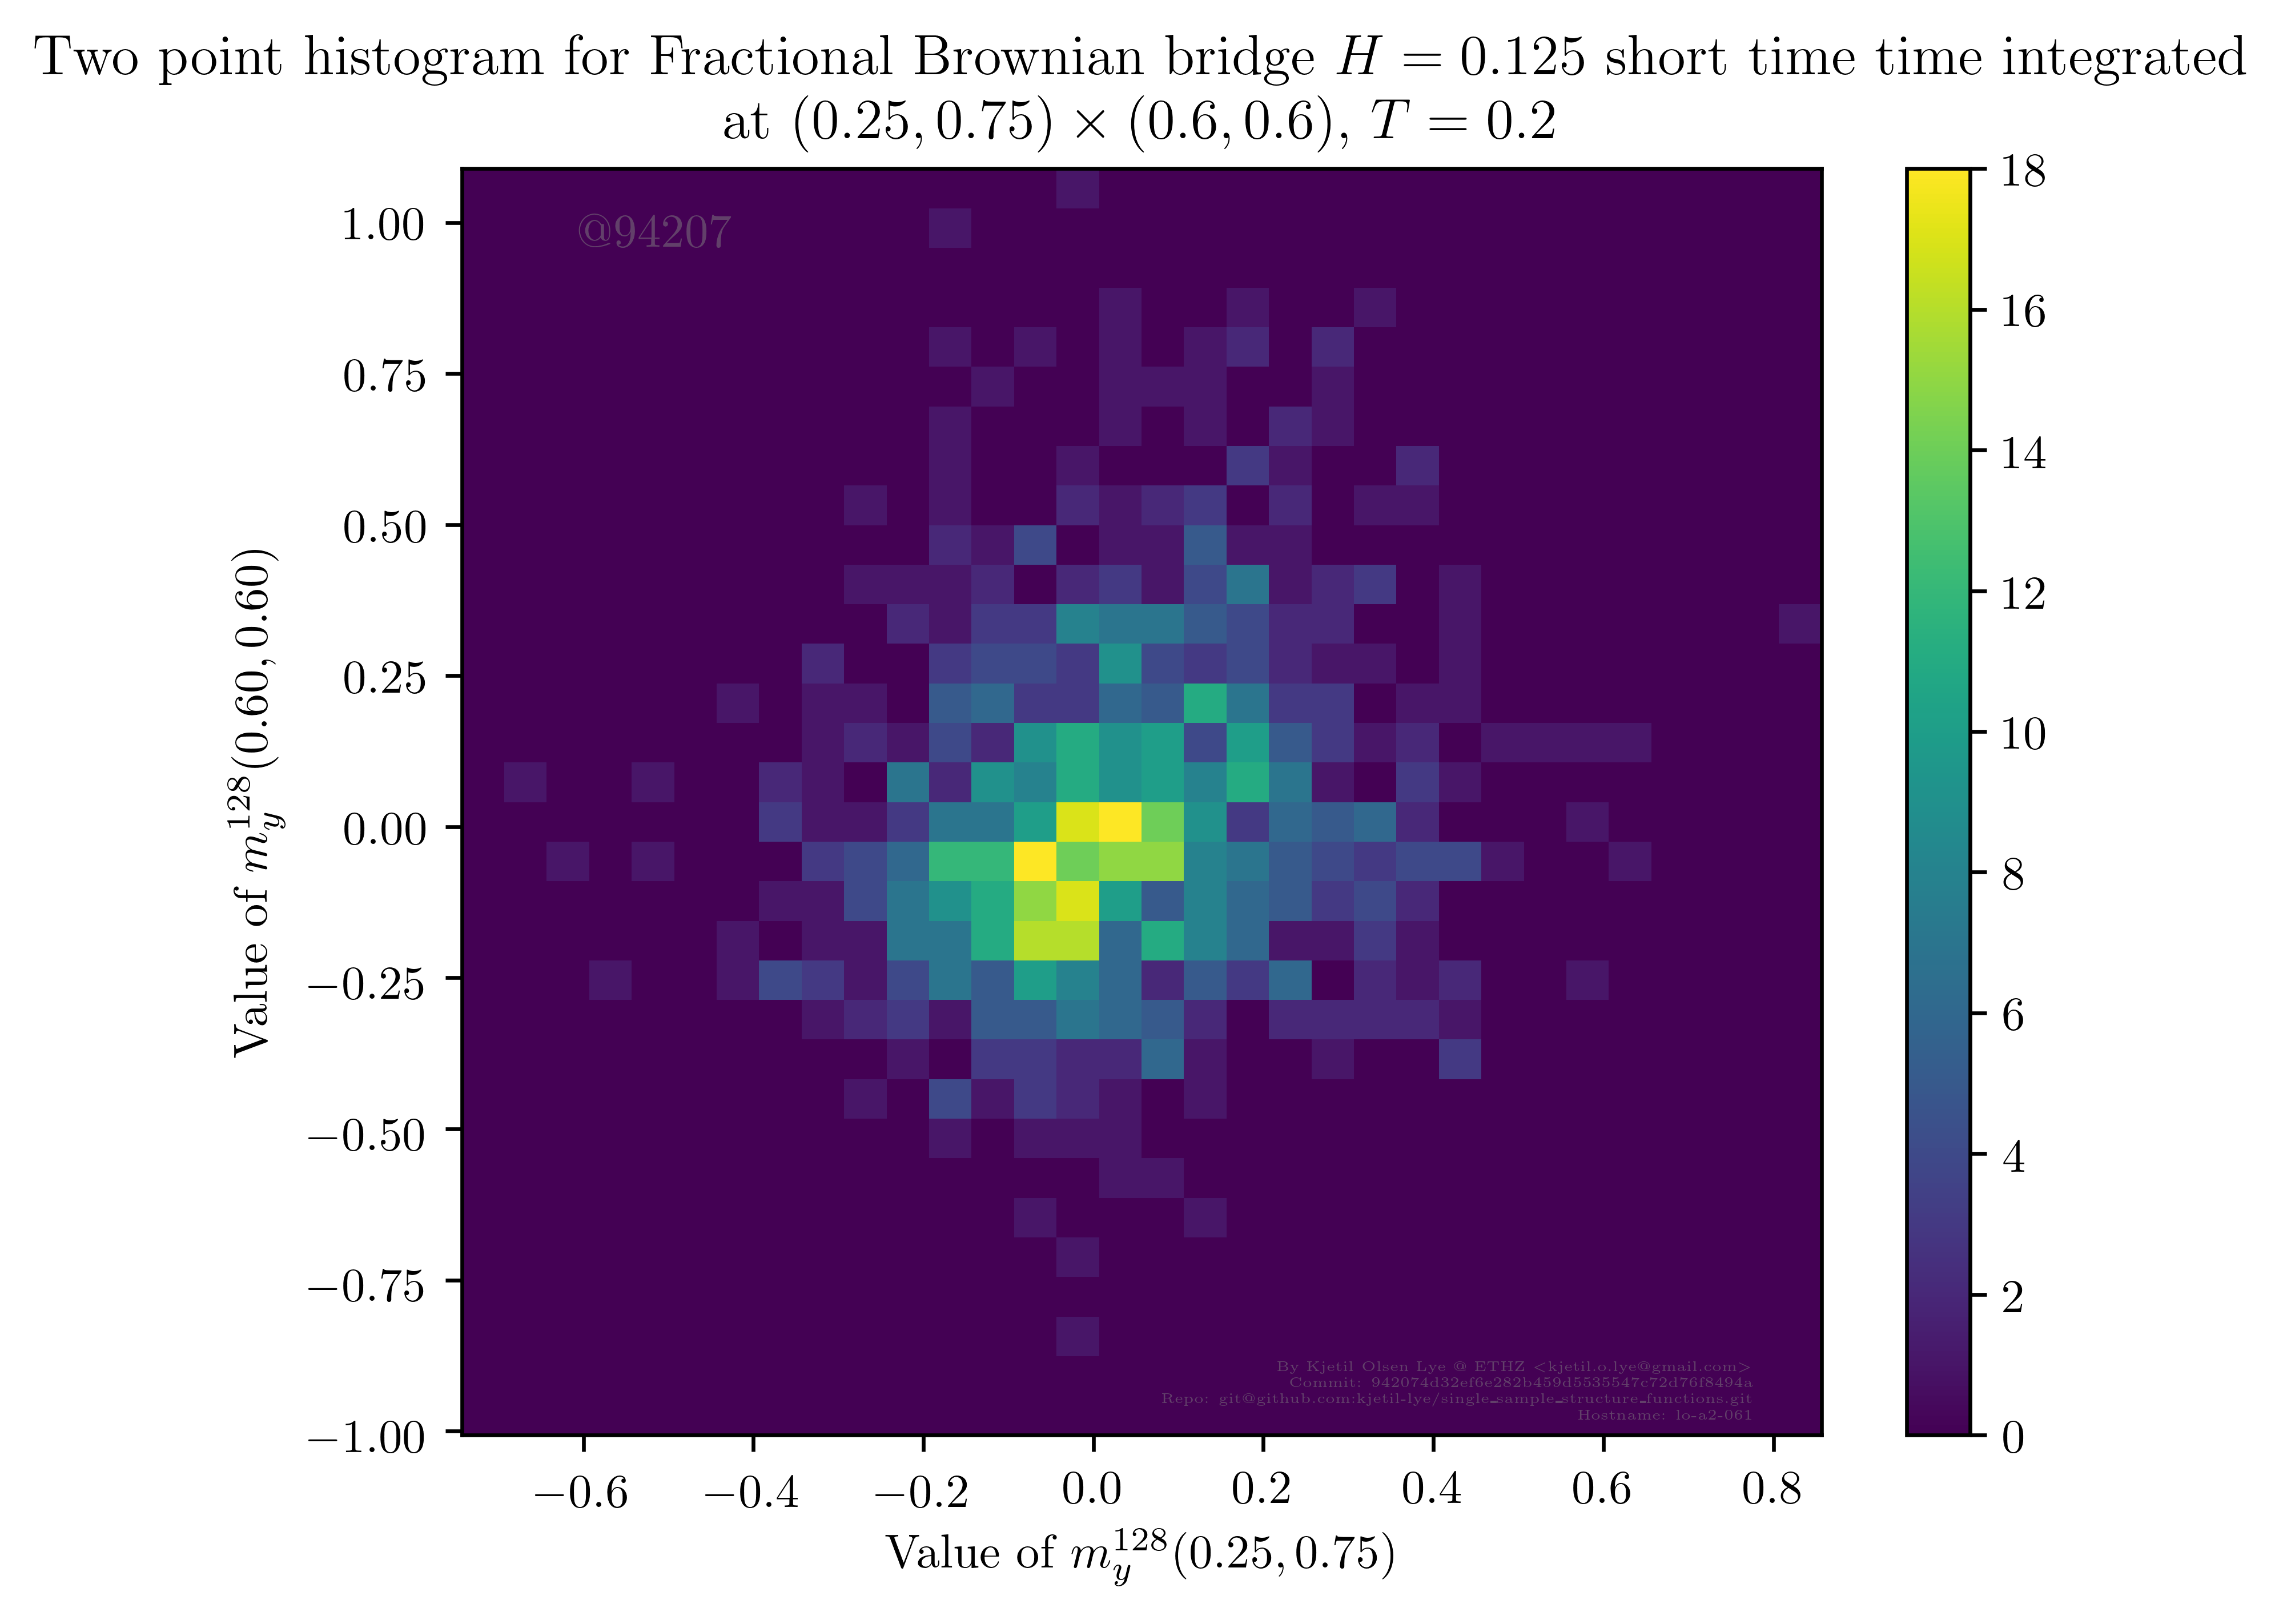 Two point histogram for Fractional Brownian bridge H = 0.125 short time time integrated
at (0.25, 0.75) × (0.6, 0.6), T = 0.2
@94207
1.00
0.75
0.50
0.25
0.00
−0.25
−0.50
−0.75
−1.00
Value of m_y^128(0.60, 0.60)
−0.6 −0.4 −0.2 0.0 0.2 0.4 0.6 0.8
Value of m_y^128(0.25, 0.75)
18
16
14
12
10
8
6
4
2
0
By Kjetil Olsen Lye @ ETHZ <kjetil.o.lye@gmail.com>
Commit: 942074d32ef6e282b459d5535547c72d76f8494a
Repo: git@github.com:kjetil-lye/single_sample_structure_functions.git
Hostname: lo-a2-061